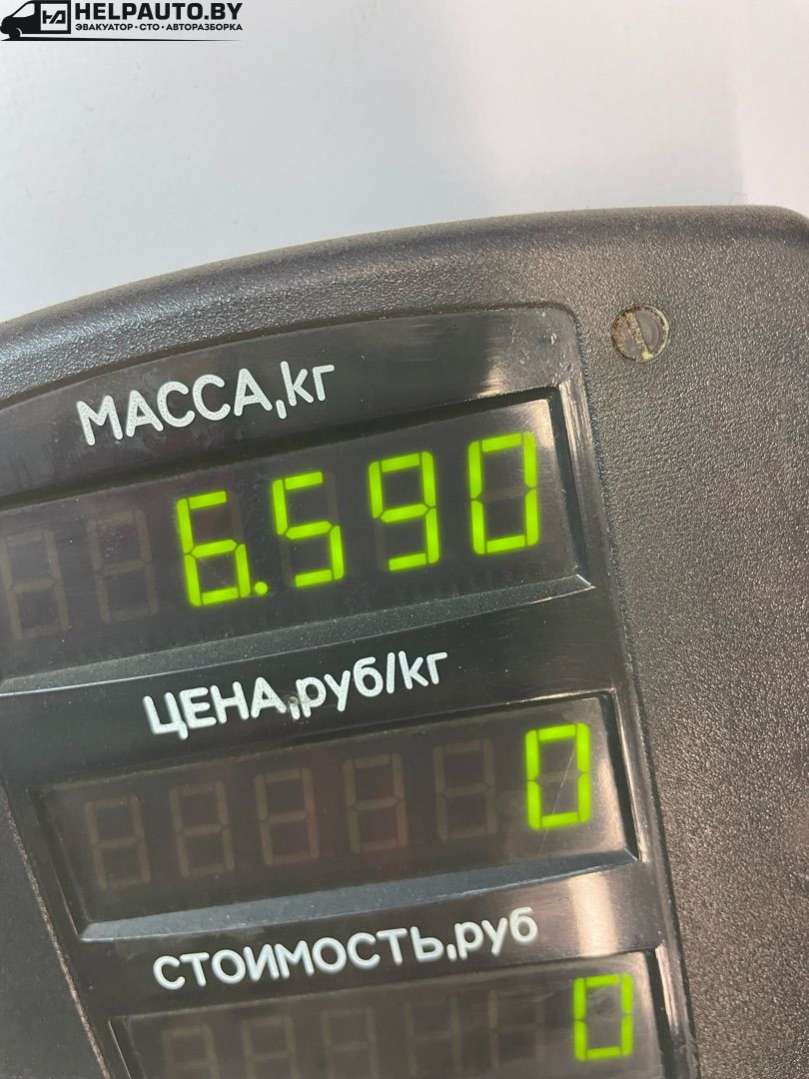 HELPAUTO.BY
ЭВАКУАТОР • СТО • АВТОРАЗБОРКА
МАССА,кг
6.590
ЦЕНА,руб/кг
0
СТОИМОСТЬ,руб
0